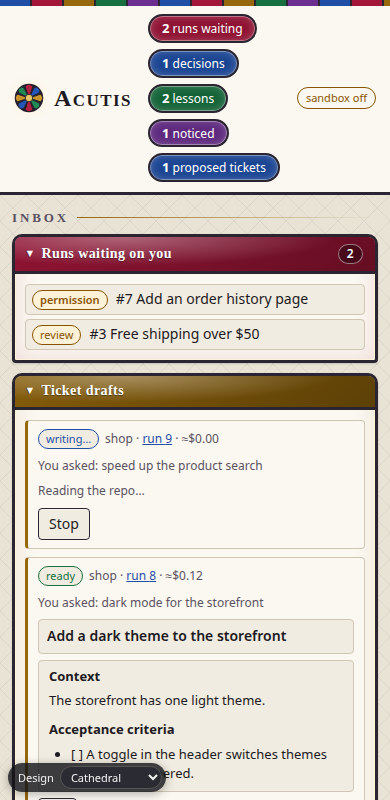 2 runs waiting
1 decisions
Acutis
2 lessons
sandbox off
1 noticed
1 proposed tickets
INBOX
▼ Runs waiting on you 2
permission #7 Add an order history page
review #3 Free shipping over $50
▼ Ticket drafts
writing… shop · run 9 · ≈$0.00
You asked: speed up the product search
Reading the repo…
Stop
ready shop · run 8 · ≈$0.12
You asked: dark mode for the storefront
Add a dark theme to the storefront
Context
The storefront has one light theme.
Acceptance criteria
• [ ] A toggle in the header switches themes
Design Cathedral